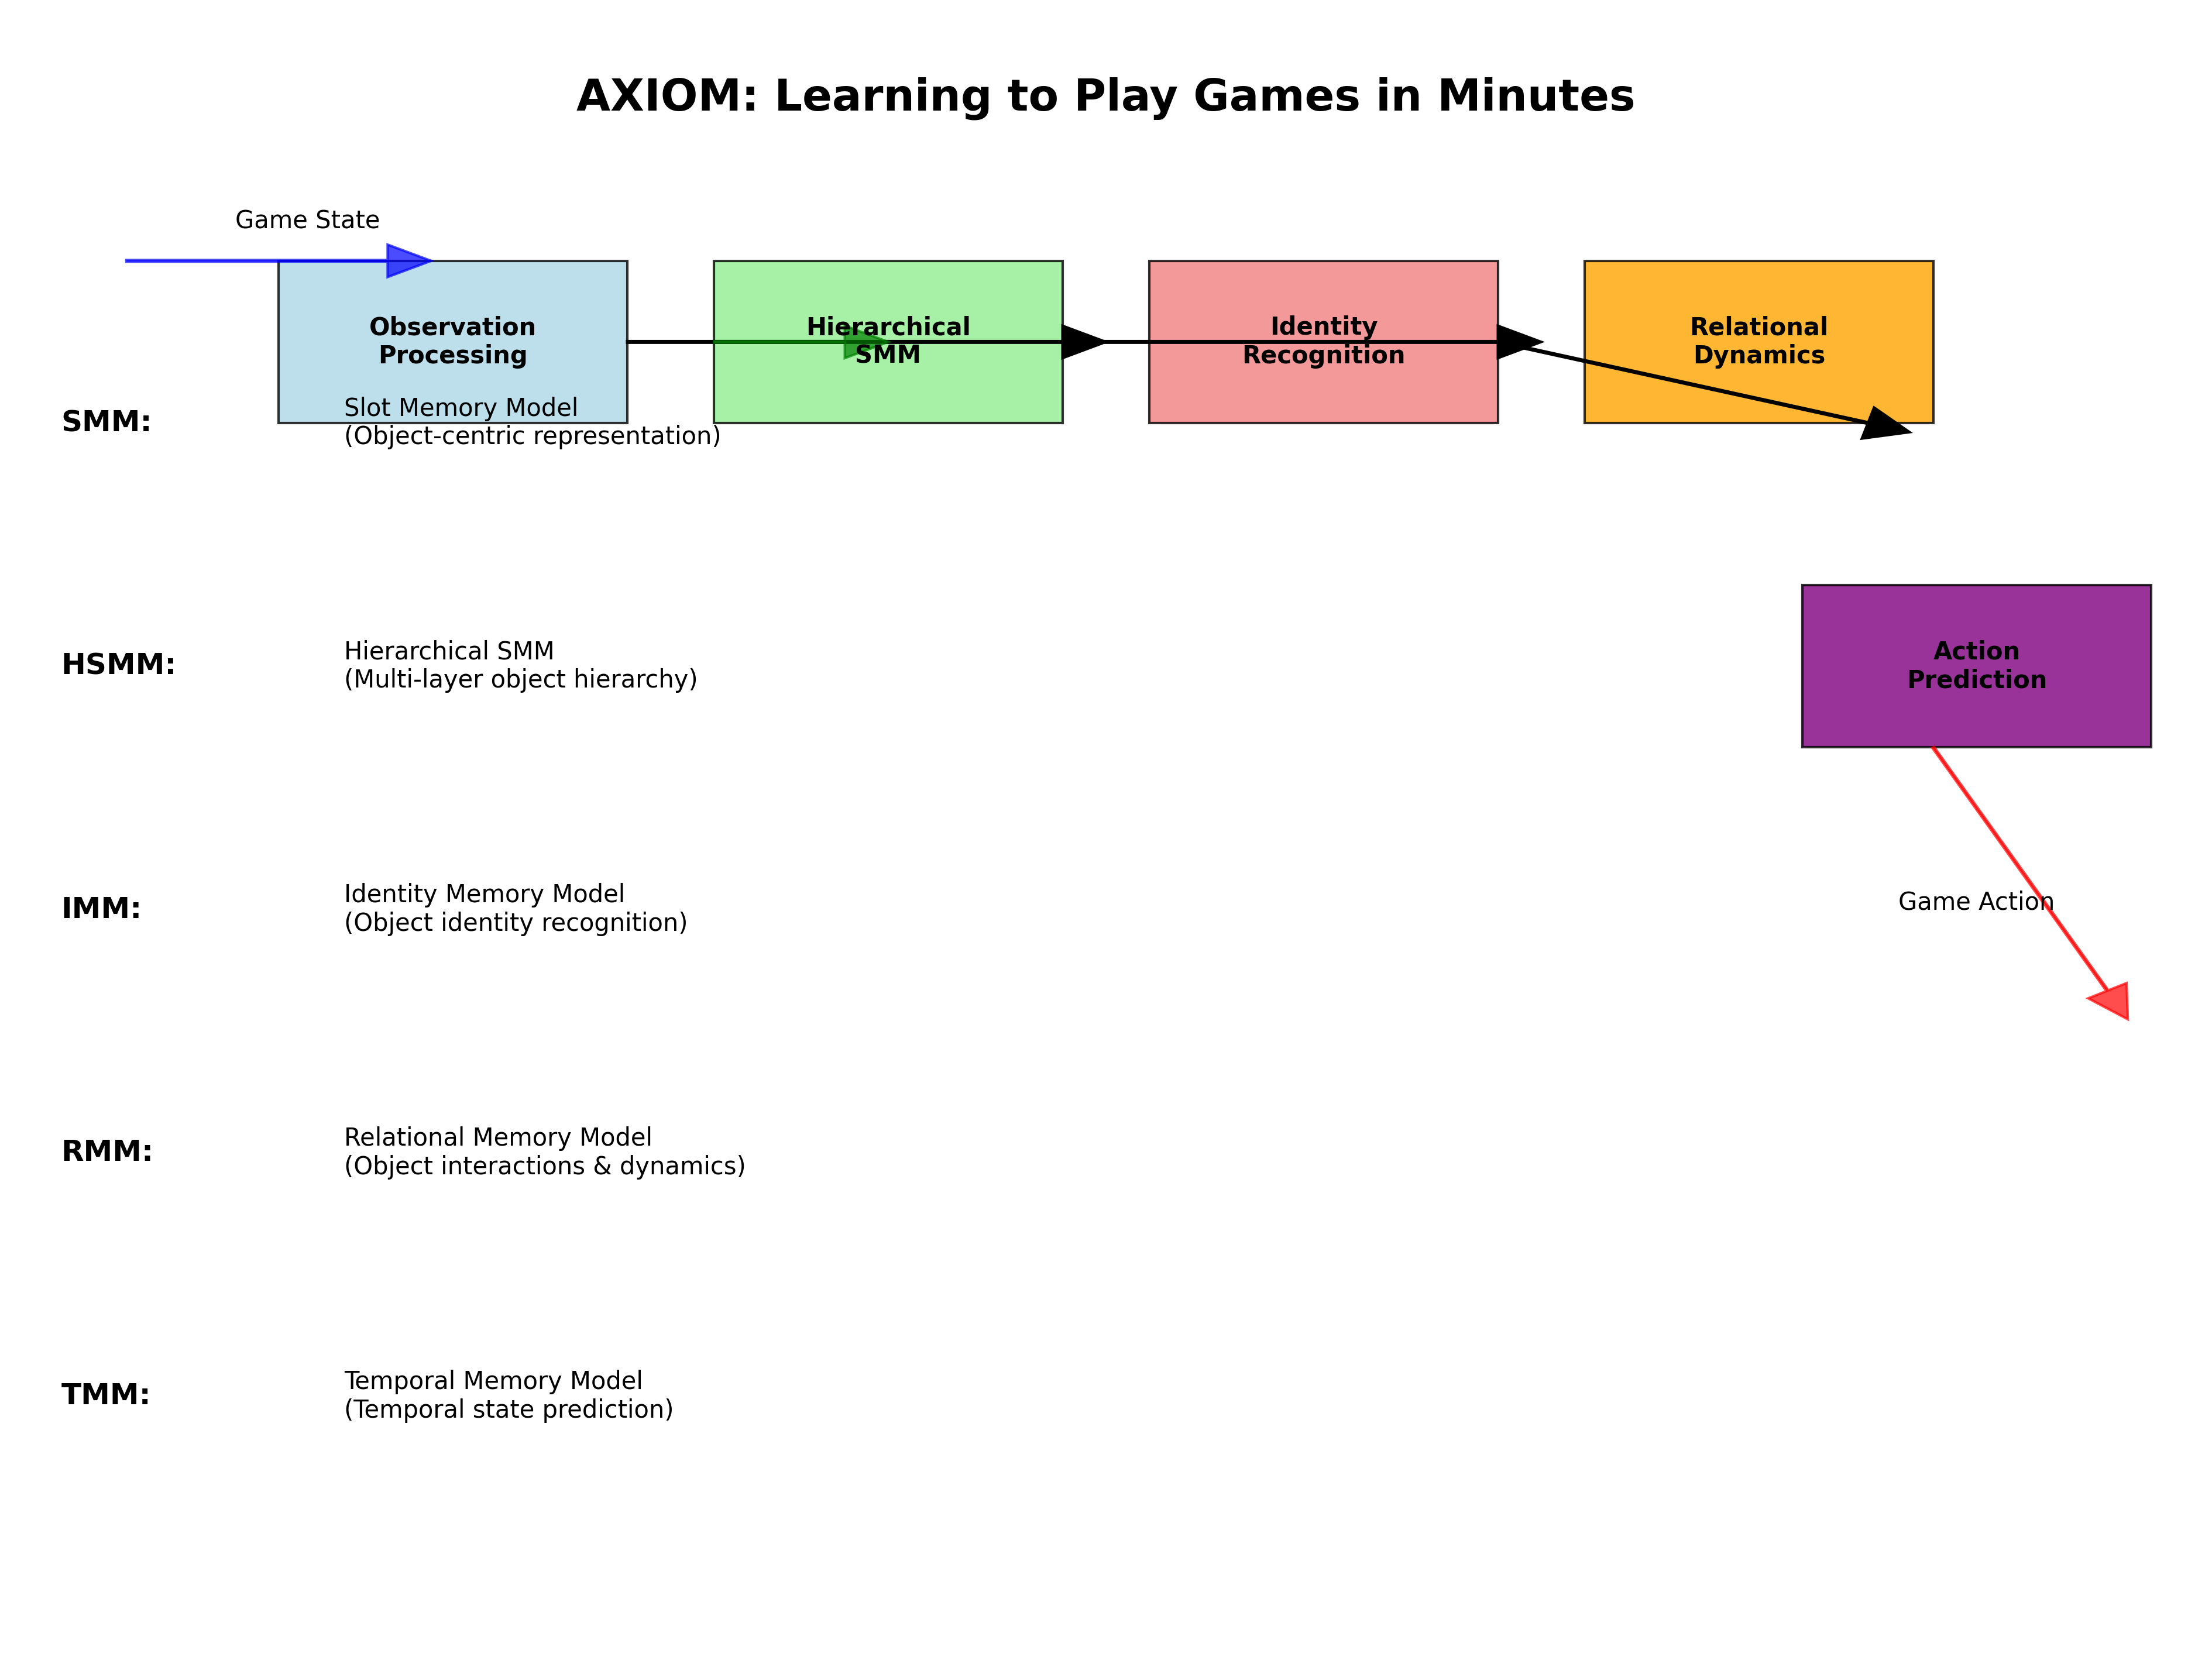 AXIOM: Learning to Play Games in Minutes
Game State
Observation
Processing
Hierarchical
SMM
Identity
Recognition
Relational
Dynamics
SMM:
Slot Memory Model
(Object-centric representation)
HSMM:
Hierarchical SMM
(Multi-layer object hierarchy)
Action
Prediction
IMM:
Identity Memory Model
(Object identity recognition)
Game Action
RMM:
Relational Memory Model
(Object interactions & dynamics)
TMM:
Temporal Memory Model
(Temporal state prediction)